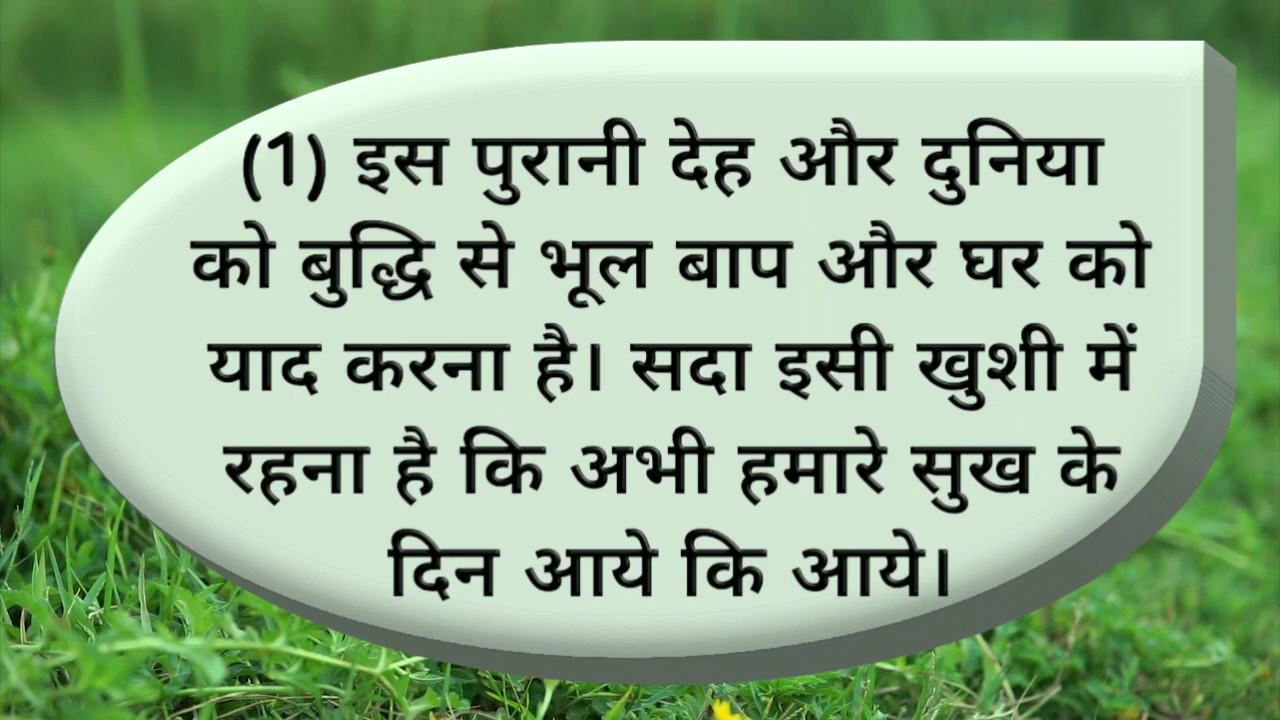 (1) इस पुरानी देह और दुनिया
को बुद्धि से भूल बाप और घर को
याद करना है। सदा इसी खुशी में
रहना है कि अभी हमारे सुख के
दिन आये कि आये।